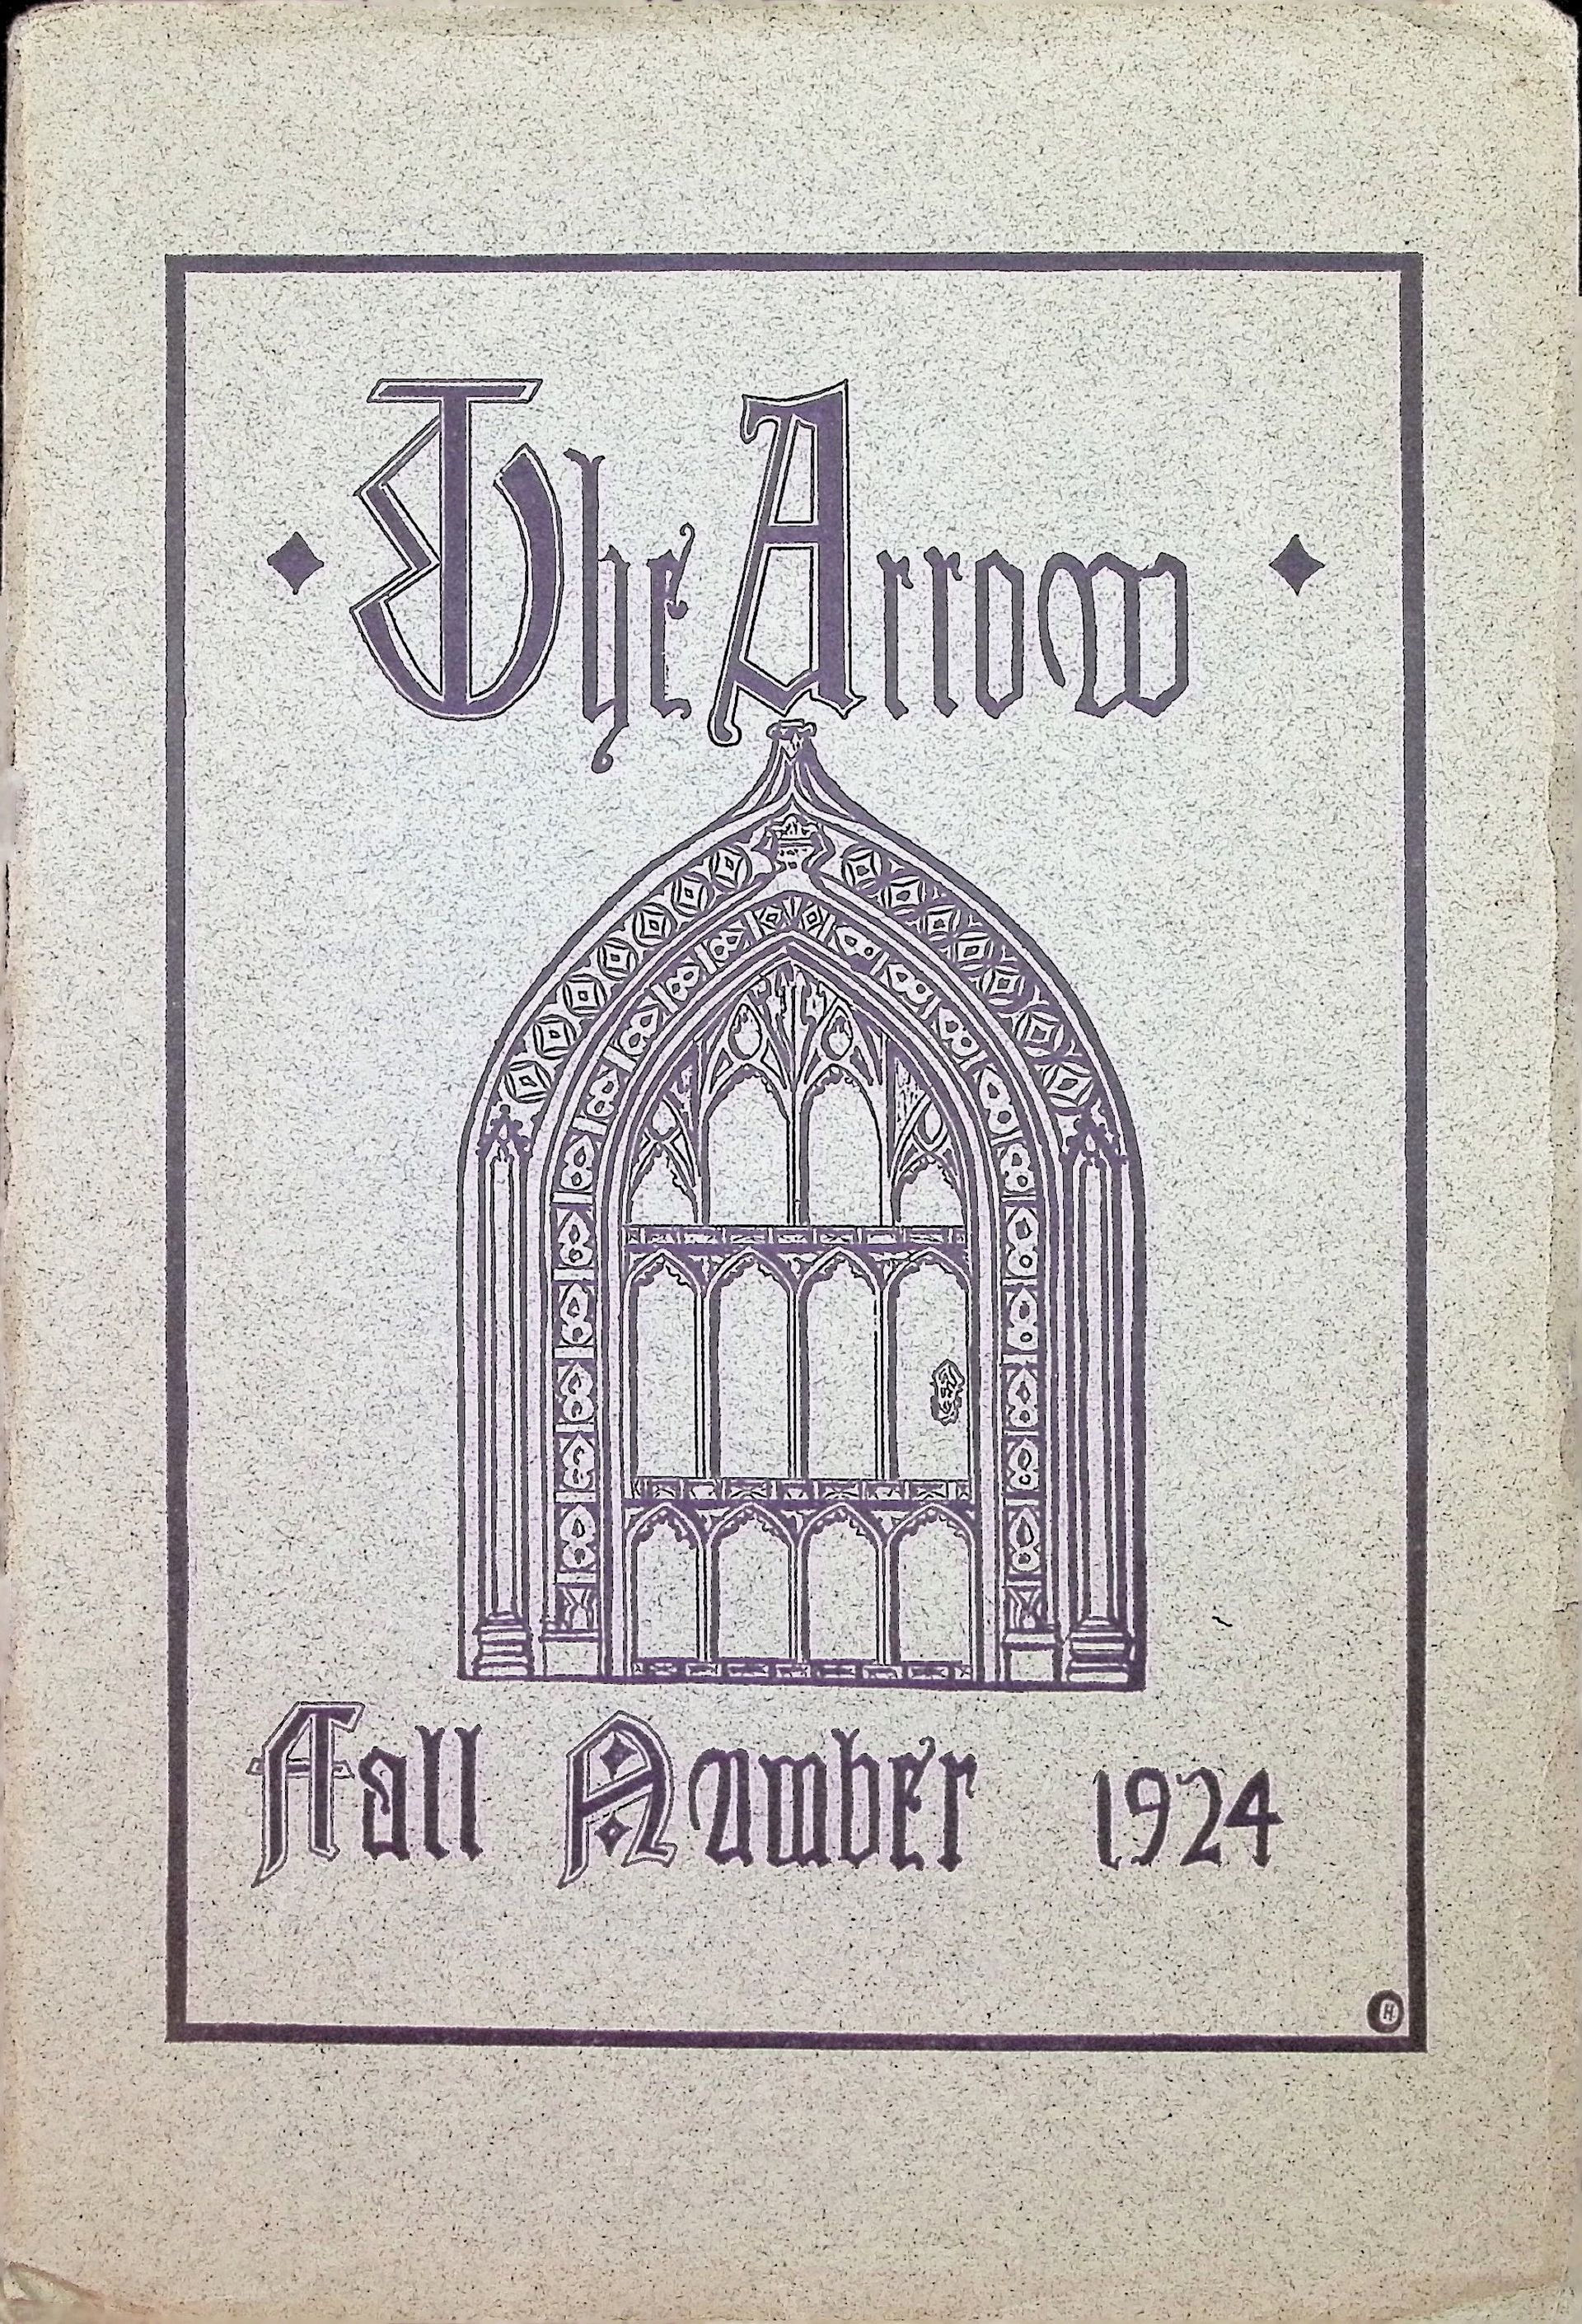 The Arrow
Fall Number 1924
H